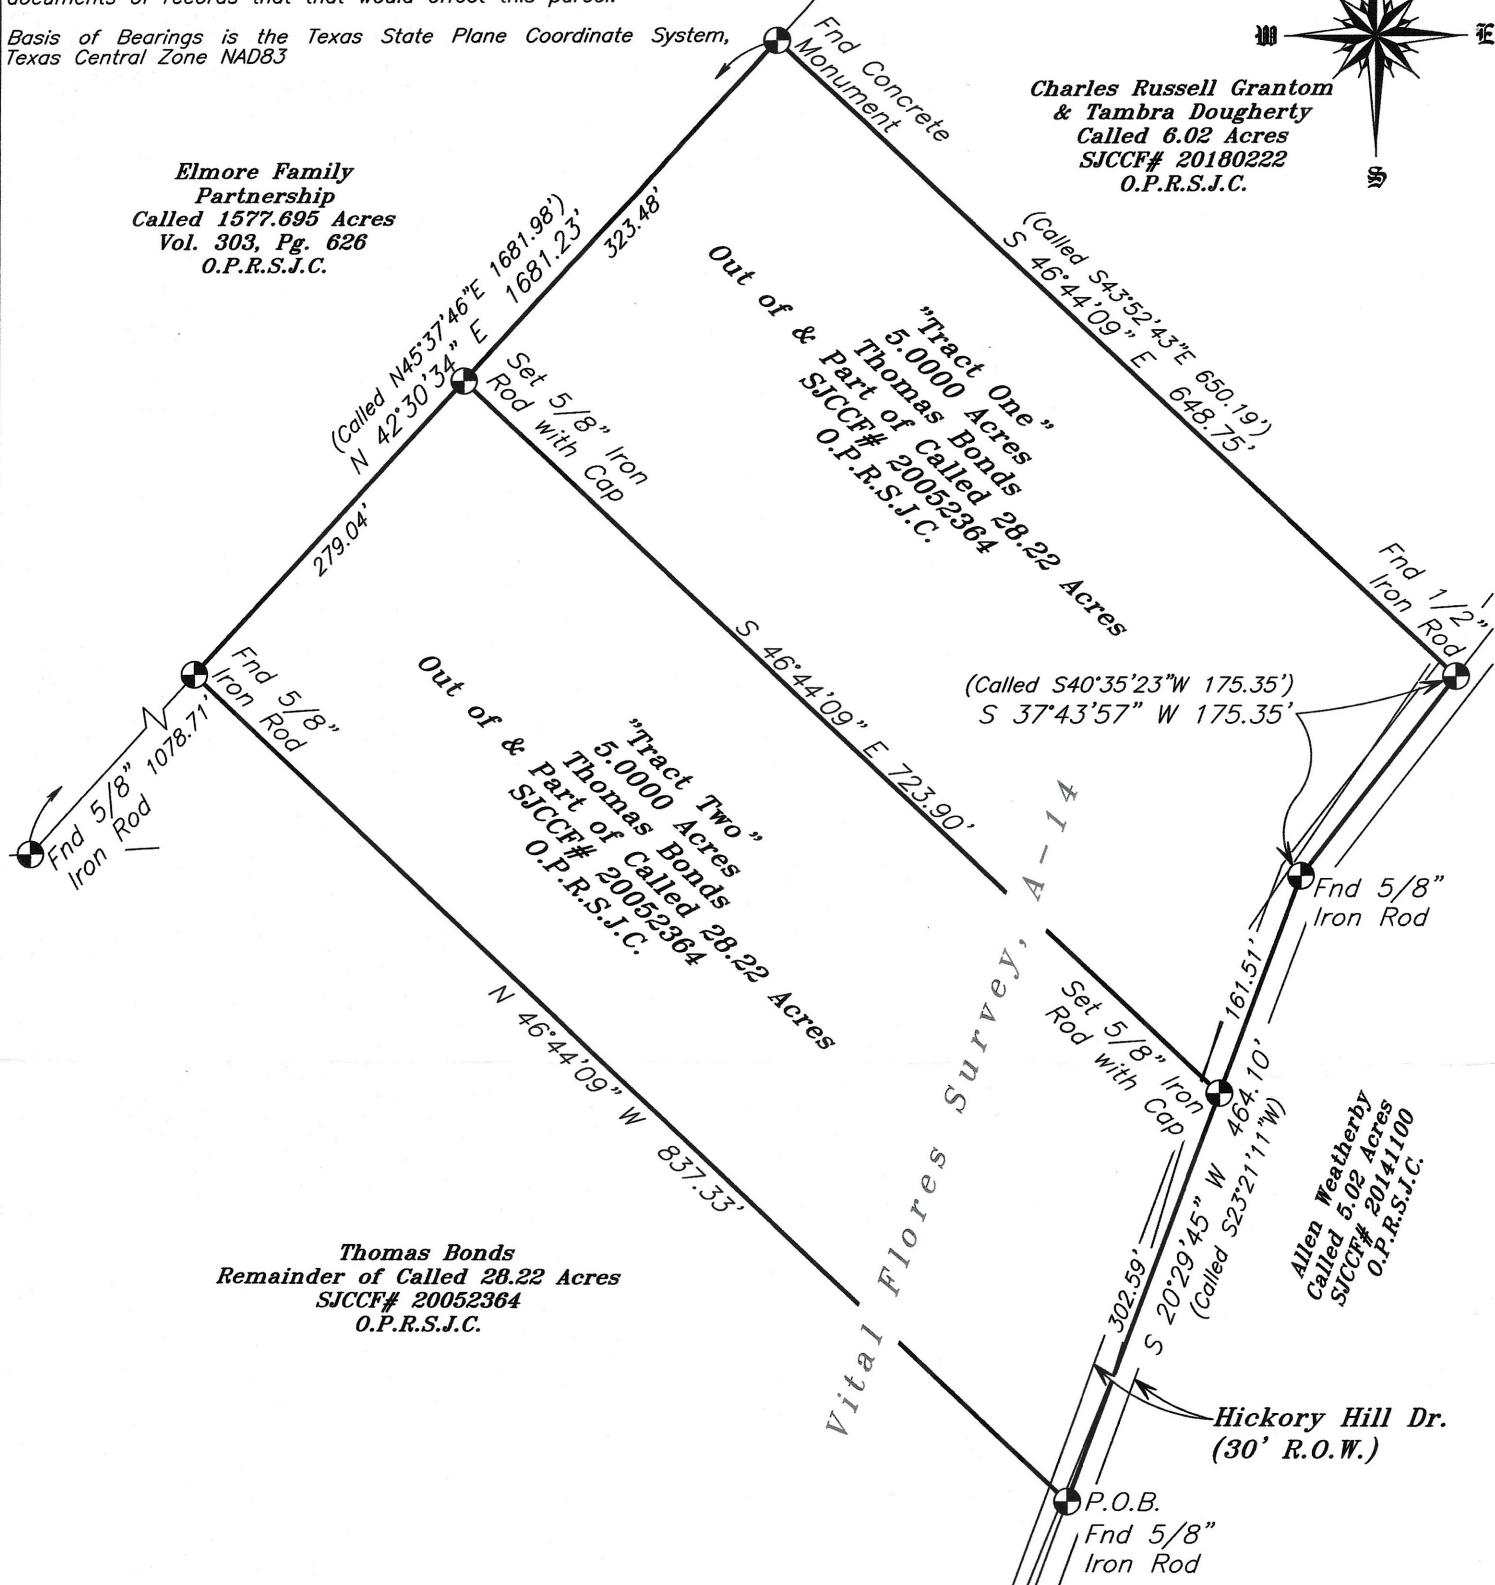 documents of records that that would effect this parcel.
Basis of Bearings is the Texas State Plane Coordinate System,
Texas Central Zone NAD83
W
E
S
Fnd Concrete
Monument
Charles Russell Grantom
& Tambra Dougherty
Called 6.02 Acres
SJCCF# 20180222
O.P.R.S.J.C.
Elmore Family
Partnership
Called 1577.695 Acres
Vol. 303, Pg. 626
O.P.R.S.J.C.
(Called N45°37'46"E 1681.98')
N 42°30'34" E 1681.23'
323.48'
279.04'
(Called S43°52'43"E 650.19')
S 46°44'09" E 648.75'
"Tract One"
5.0000 Acres
Thomas Bonds
Out of & Part of Called 28.22 Acres
SJCCF# 20052364
O.P.R.S.J.C.
Set 5/8" Iron
Rod with Cap
Fnd 1/2"
Iron Rod
S 46°44'09" E 723.90'
(Called S40°35'23"W 175.35')
S 37°43'57" W 175.35'
Fnd 5/8"
Iron Rod
1078.71'
Fnd 5/8"
Iron Rod
"Tract Two"
5.0000 Acres
Thomas Bonds
Out of & Part of Called 28.22 Acres
SJCCF# 20052364
O.P.R.S.J.C.
Vital Flores Survey, A-14
Fnd 5/8"
Iron Rod
161.51'
Set 5/8" Iron
Rod with Cap
N 46°44'09" W 837.33'
S 20°29'45" W 464.10'
(Called S23°21'11"W)
302.59'
Allen Weatherby
Called 5.02 Acres
SJCCF# 20141100
O.P.R.S.J.C.
Thomas Bonds
Remainder of Called 28.22 Acres
SJCCF# 20052364
O.P.R.S.J.C.
Hickory Hill Dr.
(30' R.O.W.)
P.O.B.
Fnd 5/8"
Iron Rod